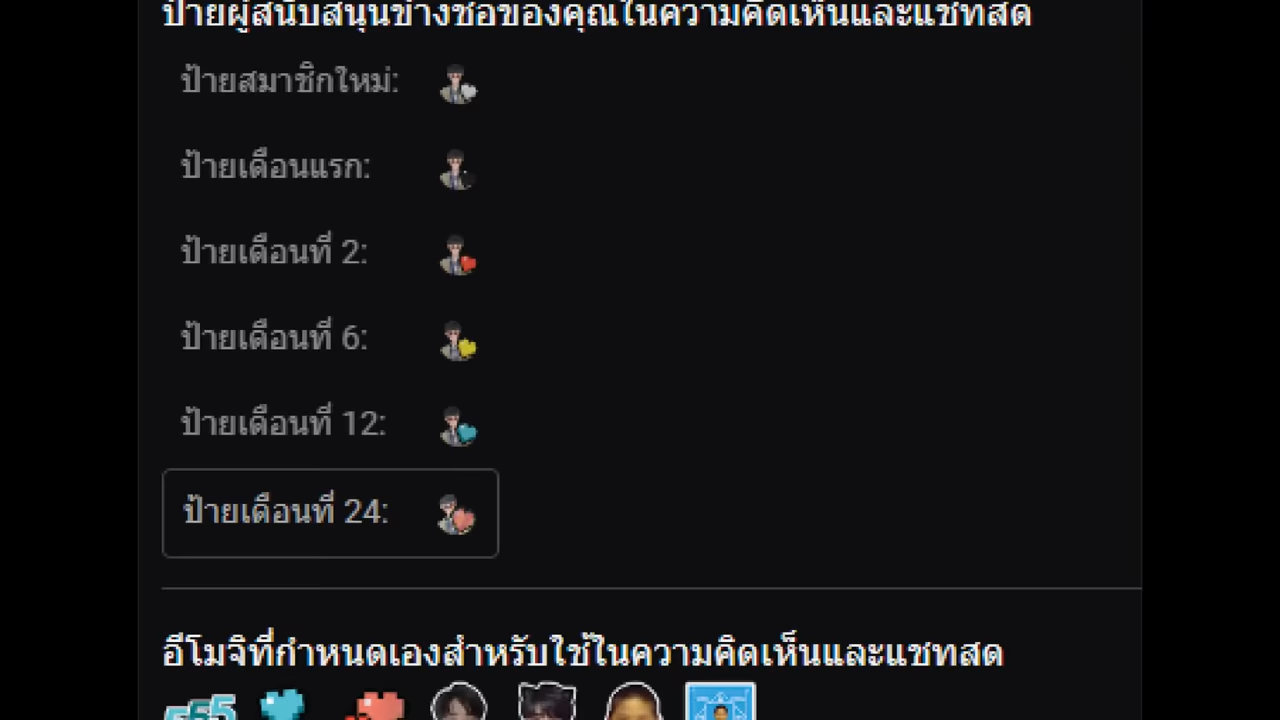 ป้ายผู้สนับสนุนข้างชื่อของคุณในความคิดเห็นและแชทสด
ป้ายสมาชิกใหม่:
ป้ายเดือนแรก:
ป้ายเดือนที่ 2:
ป้ายเดือนที่ 6:
ป้ายเดือนที่ 12:
ป้ายเดือนที่ 24:
อีโมจิที่กำหนดเองสำหรับใช้ในความคิดเห็นและแชทสด
555